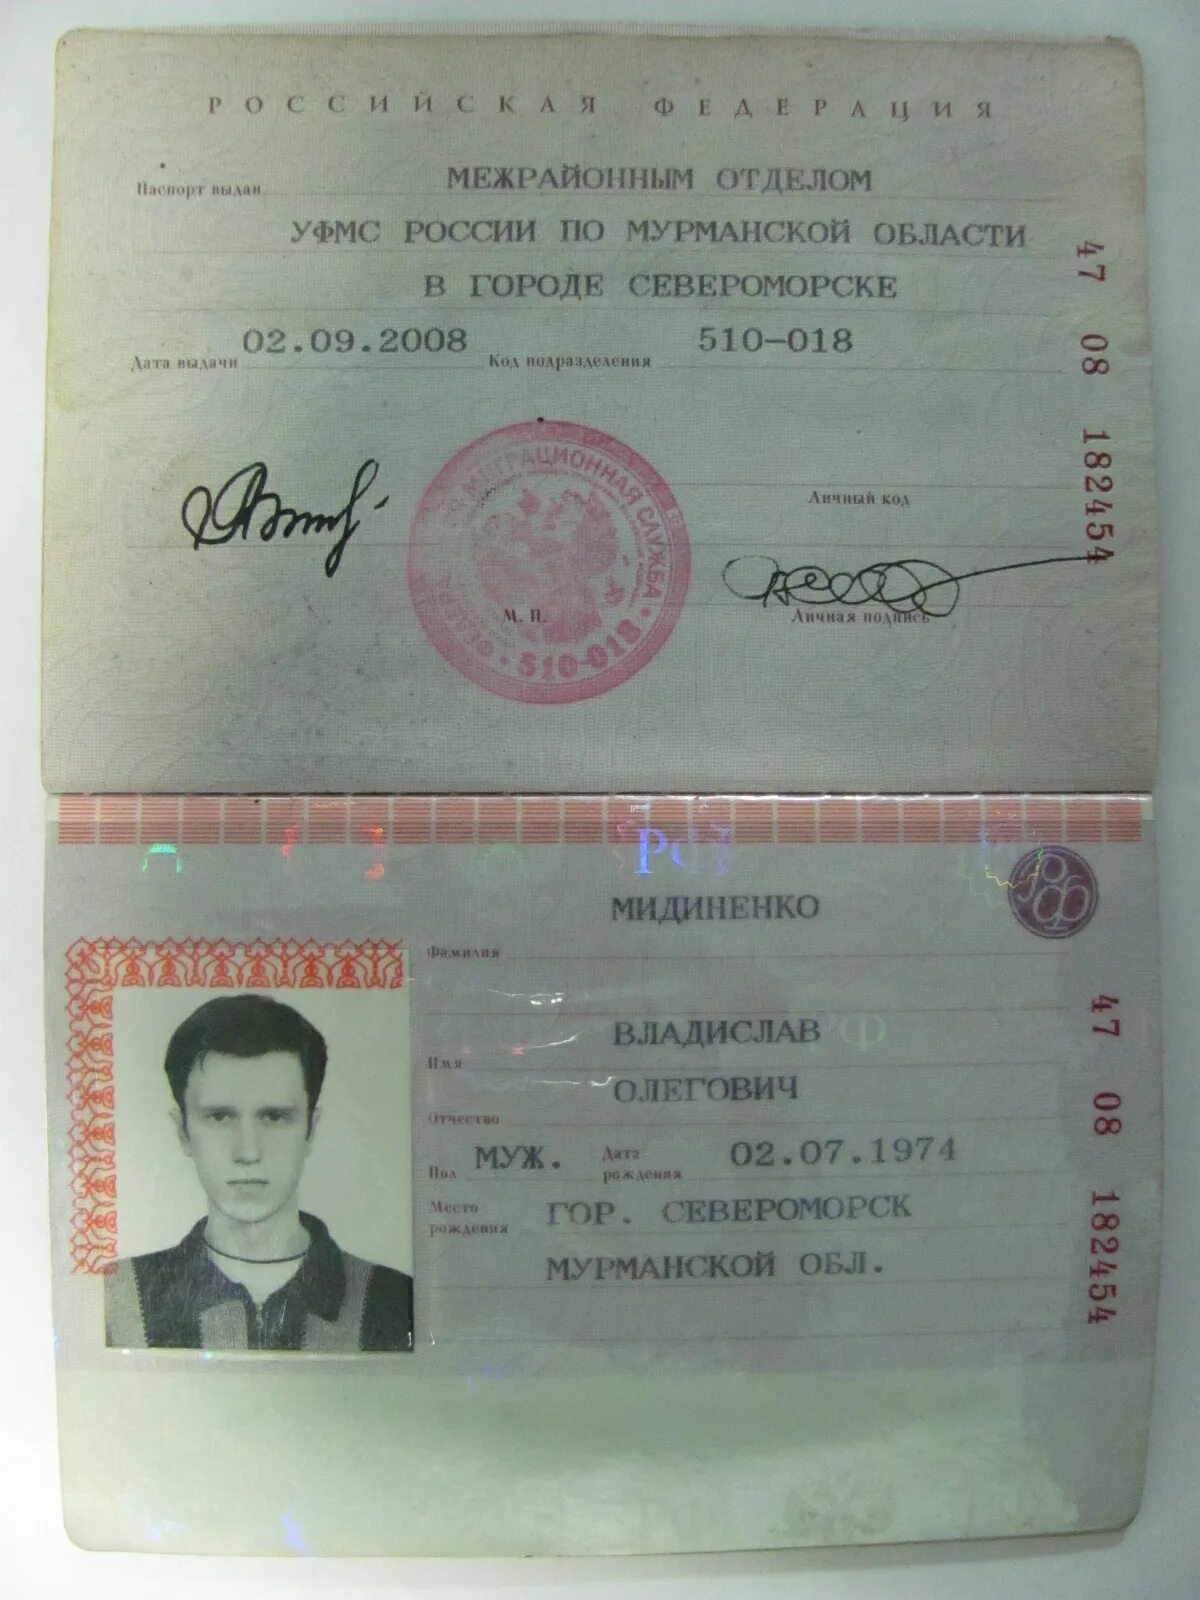 РОССИЙСКАЯ ФЕДЕРАЦИЯ
Паспорт выдан МЕЖРАЙОННЫМ ОТДЕЛОМ
УФМС РОССИИ ПО МУРМАНСКОЙ ОБЛАСТИ
В ГОРОДЕ СЕВЕРОМОРСКЕ
Дата выдачи 02.09.2008 Код подразделения 510-018
47 08 182454
МИГРАЦИОННАЯ СЛУЖБА
510-018
Личный код
М. П.
Личная подпись
РФ
МИДИНЕНКО
Фамилия
ВЛАДИСЛАВ
Имя
ОЛЕГОВИЧ
Отчество
Пол МУЖ. Дата рождения 02.07.1974
Место рождения ГОР. СЕВЕРОМОРСК
МУРМАНСКОЙ ОБЛ.
47 08 182454